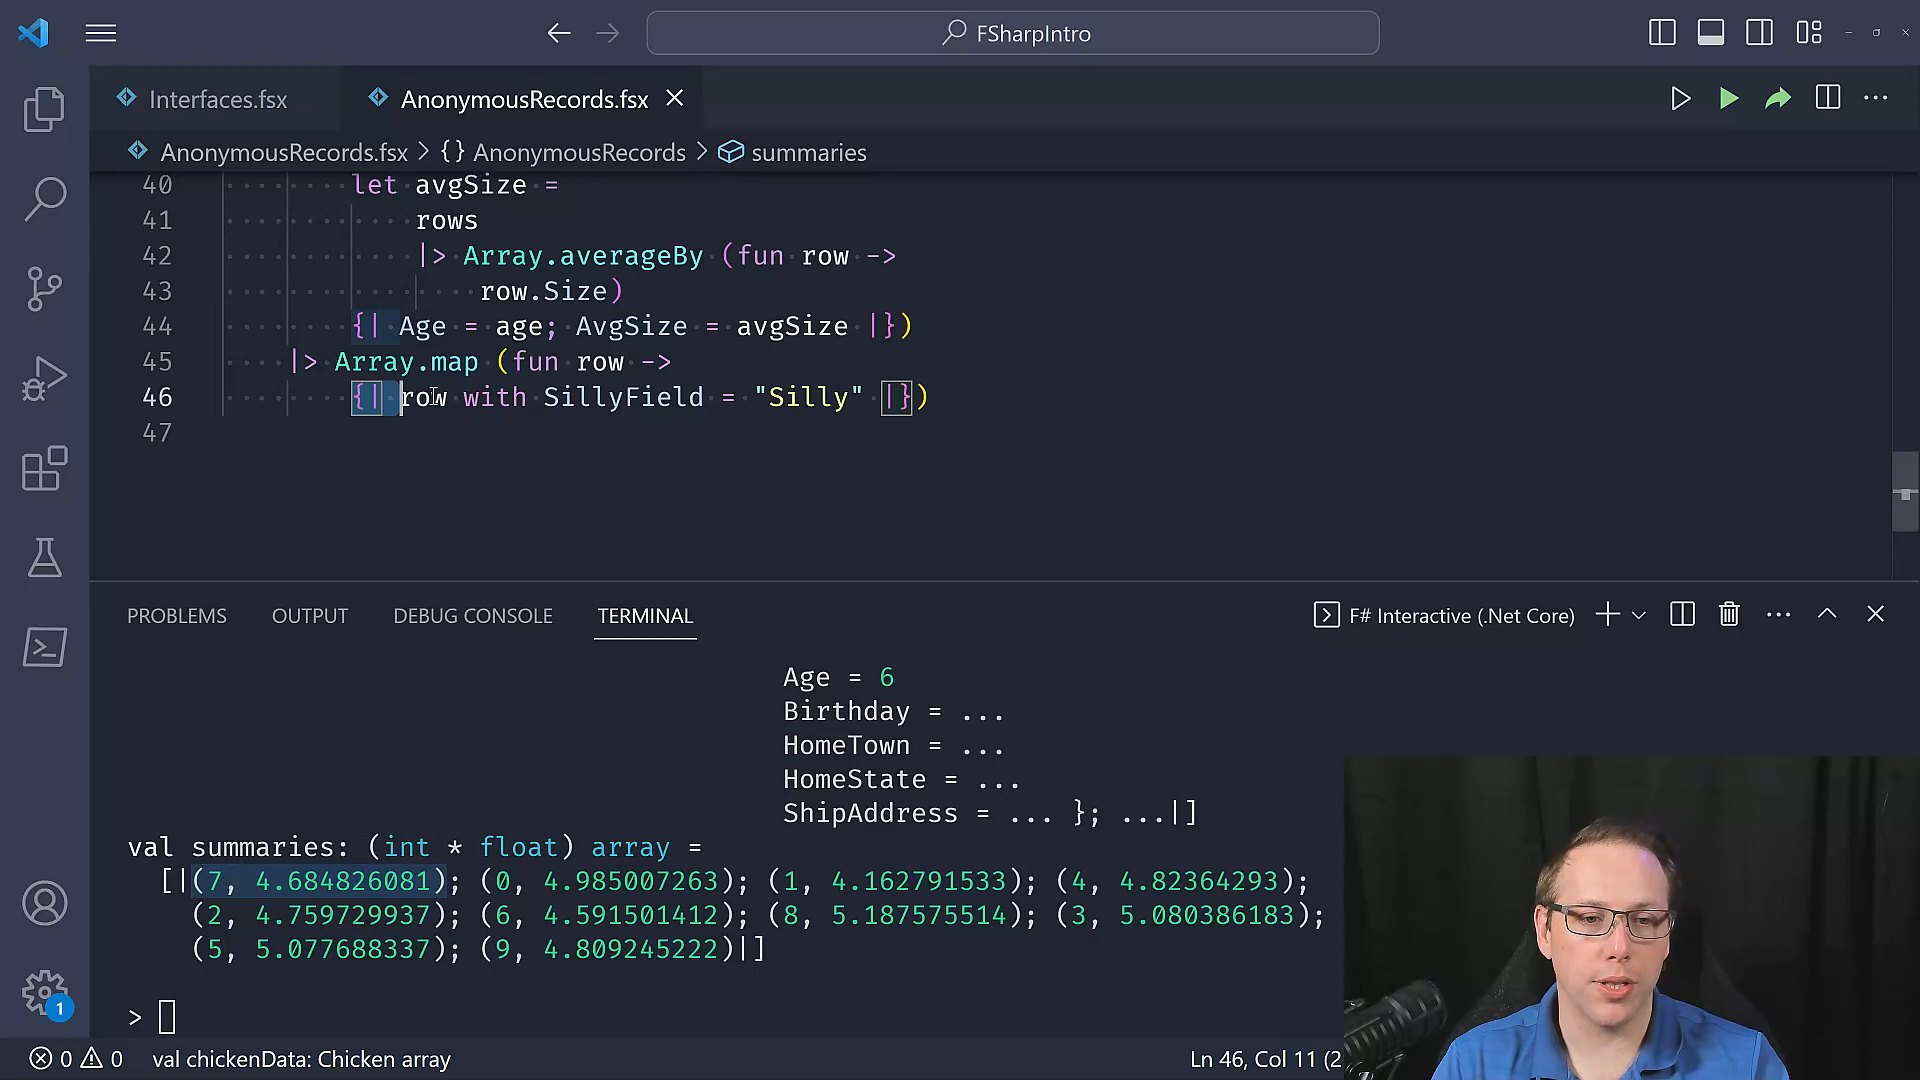 FSharpIntro
Interfaces.fsx
AnonymousRecords.fsx
AnonymousRecords.fsx > {} AnonymousRecords > summaries
40 let avgSize =
41 rows
42 |> Array.averageBy (fun row ->
43 row.Size)
44 {| Age = age; AvgSize = avgSize |})
45 |> Array.map (fun row ->
46 {| row with SillyField = "Silly" |})
47
PROBLEMS OUTPUT DEBUG CONSOLE TERMINAL F# Interactive (.Net Core)
Age = 6
Birthday = ...
HomeTown = ...
HomeState = ...
ShipAddress = ... }; ...|]
val summaries: (int * float) array =
[|(7, 4.684826081); (0, 4.985007263); (1, 4.162791533); (4, 4.82364293);
(2, 4.759729937); (6, 4.591501412); (8, 5.187575514); (3, 5.080386183);
(5, 5.077688337); (9, 4.809245222)|]
>
1
0 0 val chickenData: Chicken array Ln 46, Col 11 (2